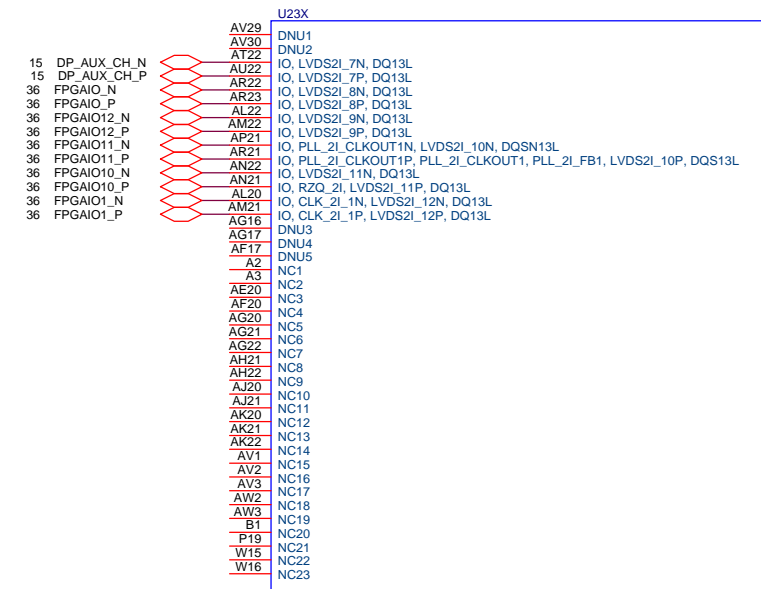 U23X
AV29 DNU1
AV30 DNU2
15 DP_AUX_CH_N AT22 IO, LVDS2I_7N, DQ13L
15 DP_AUX_CH_P AU22 IO, LVDS2I_7P, DQ13L
36 FPGAIO_N AR22 IO, LVDS2I_8N, DQ13L
36 FPGAIO_P AR23 IO, LVDS2I_8P, DQ13L
36 FPGAIO12_N AL22 IO, LVDS2I_9N, DQ13L
36 FPGAIO12_P AM22 IO, LVDS2I_9P, DQ13L
36 FPGAIO11_N AP21 IO, PLL_2I_CLKOUT1N, LVDS2I_10N, DQSN13L
36 FPGAIO11_P AR21 IO, PLL_2I_CLKOUT1P, PLL_2I_CLKOUT1, PLL_2I_FB1, LVDS2I_10P, DQS13L
36 FPGAIO10_N AN22 IO, LVDS2I_11N, DQ13L
36 FPGAIO10_P AN21 IO, RZQ_2I, LVDS2I_11P, DQ13L
36 FPGAIO1_N AL20 IO, CLK_2I_1N, LVDS2I_12N, DQ13L
36 FPGAIO1_P AM21 IO, CLK_2I_1P, LVDS2I_12P, DQ13L
AG16 DNU3
AG17 DNU4
AF17 DNU5
A2 NC1
A3 NC2
AE20 NC3
AF20 NC4
AG20 NC5
AG21 NC6
AG22 NC7
AH21 NC8
AH22 NC9
AJ20 NC10
AJ21 NC11
AK20 NC12
AK21 NC13
AK22 NC14
AV1 NC15
AV2 NC16
AV3 NC17
AW2 NC18
AW3 NC19
B1 NC20
P19 NC21
W15 NC22
W16 NC23